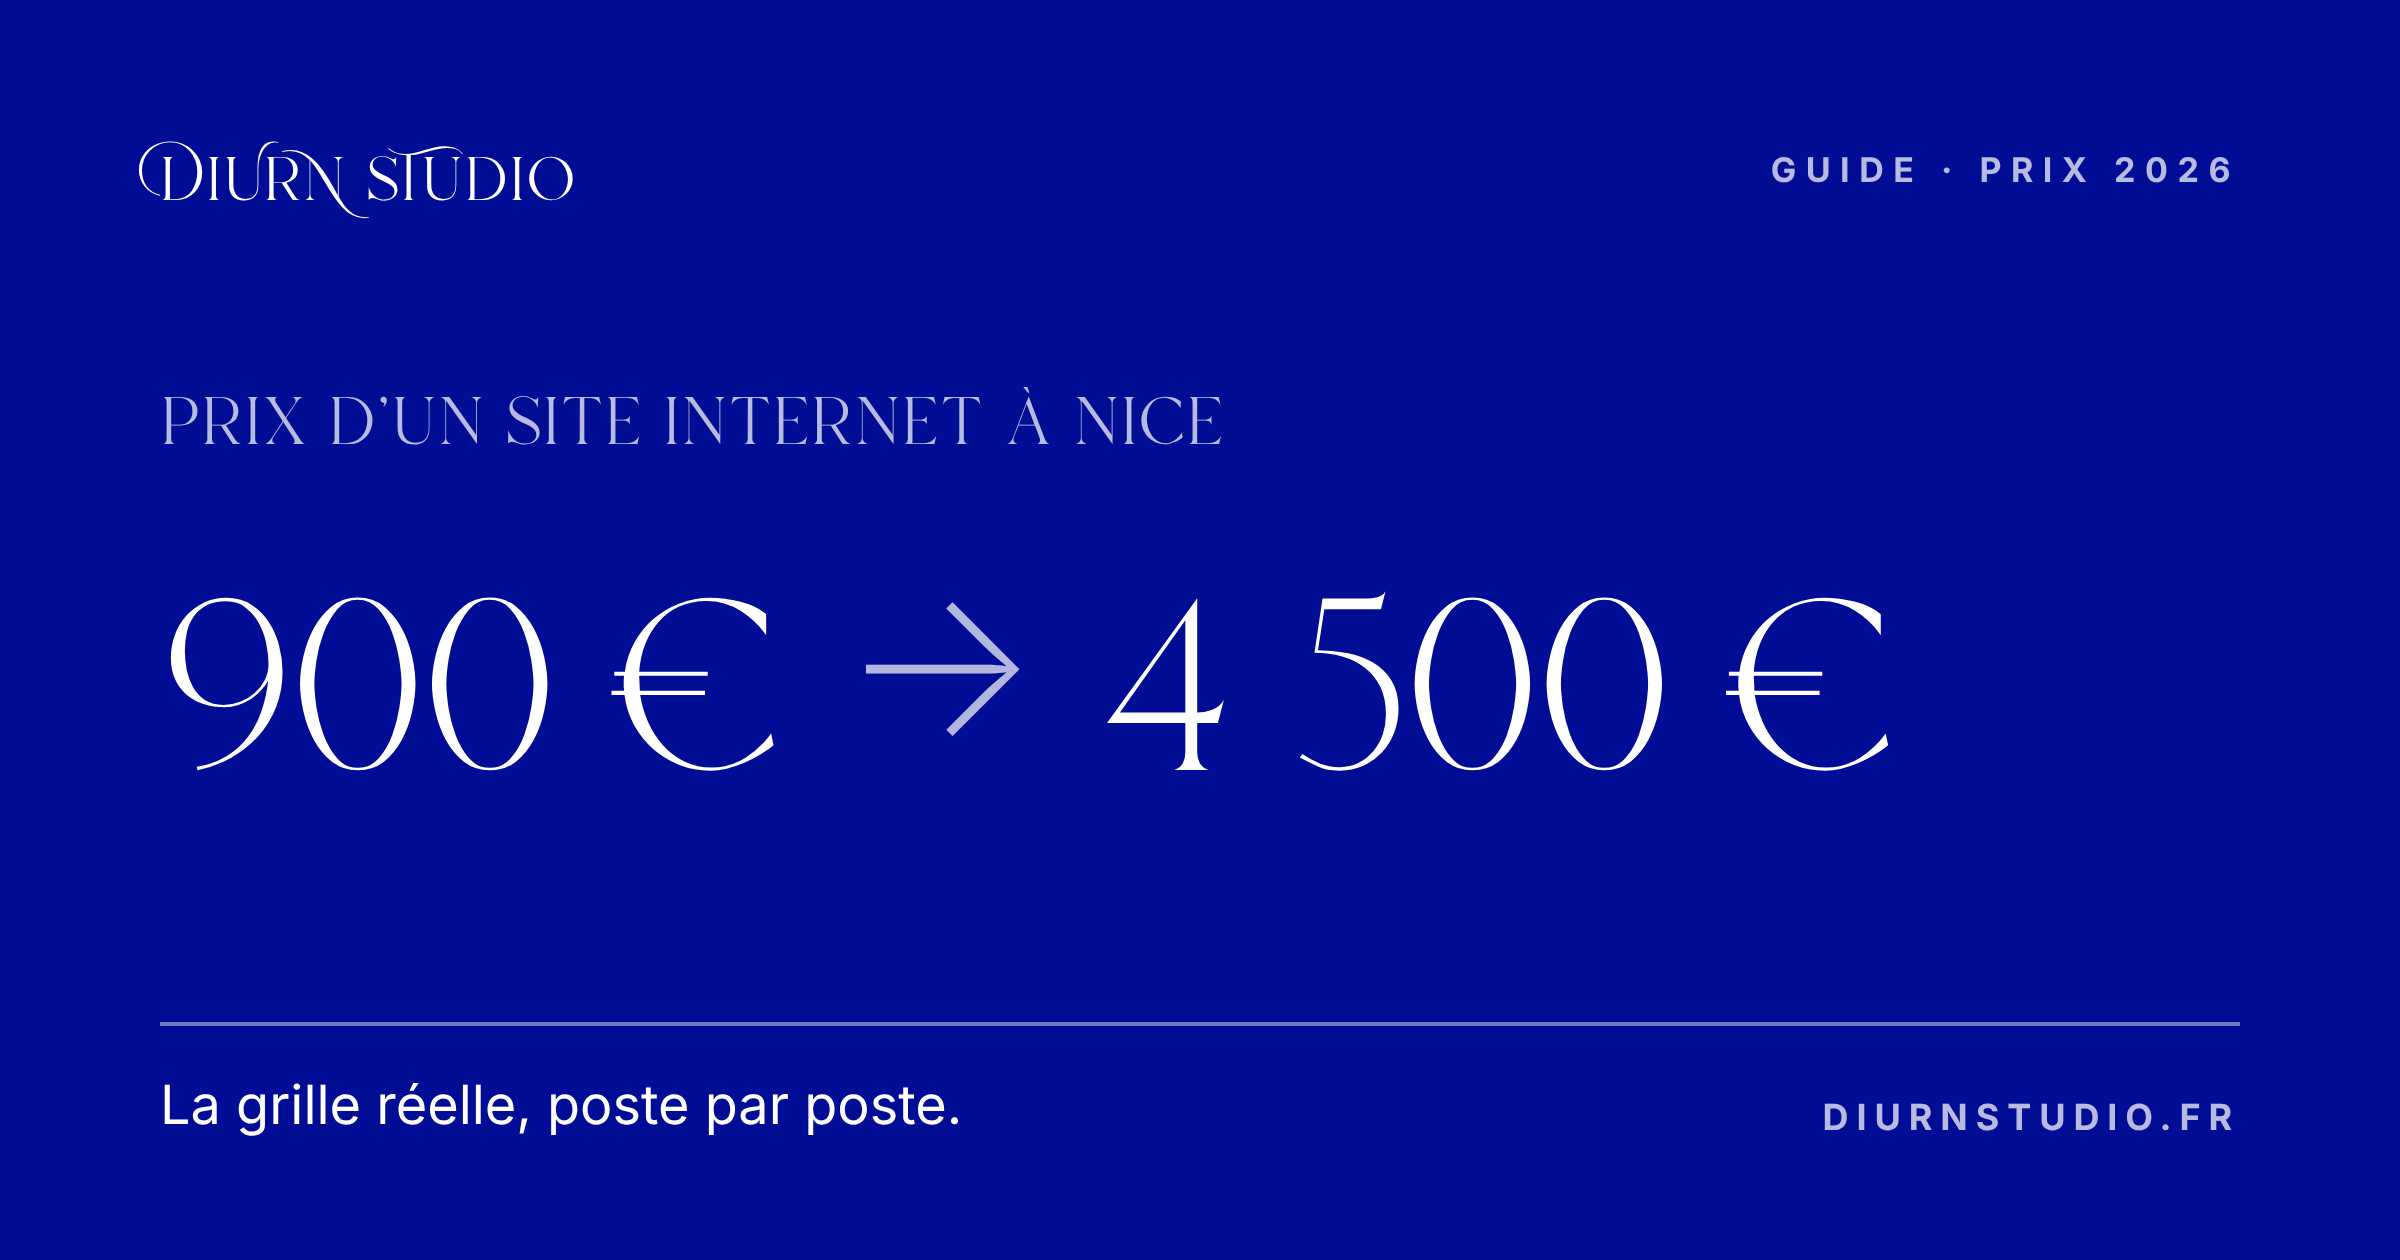 DIURN STUDIO
GUIDE · PRIX 2026
PRIX D’UN SITE INTERNET À NICE
900 € → 4 500 €
La grille réelle, poste par poste.
DIURNSTUDIO.FR